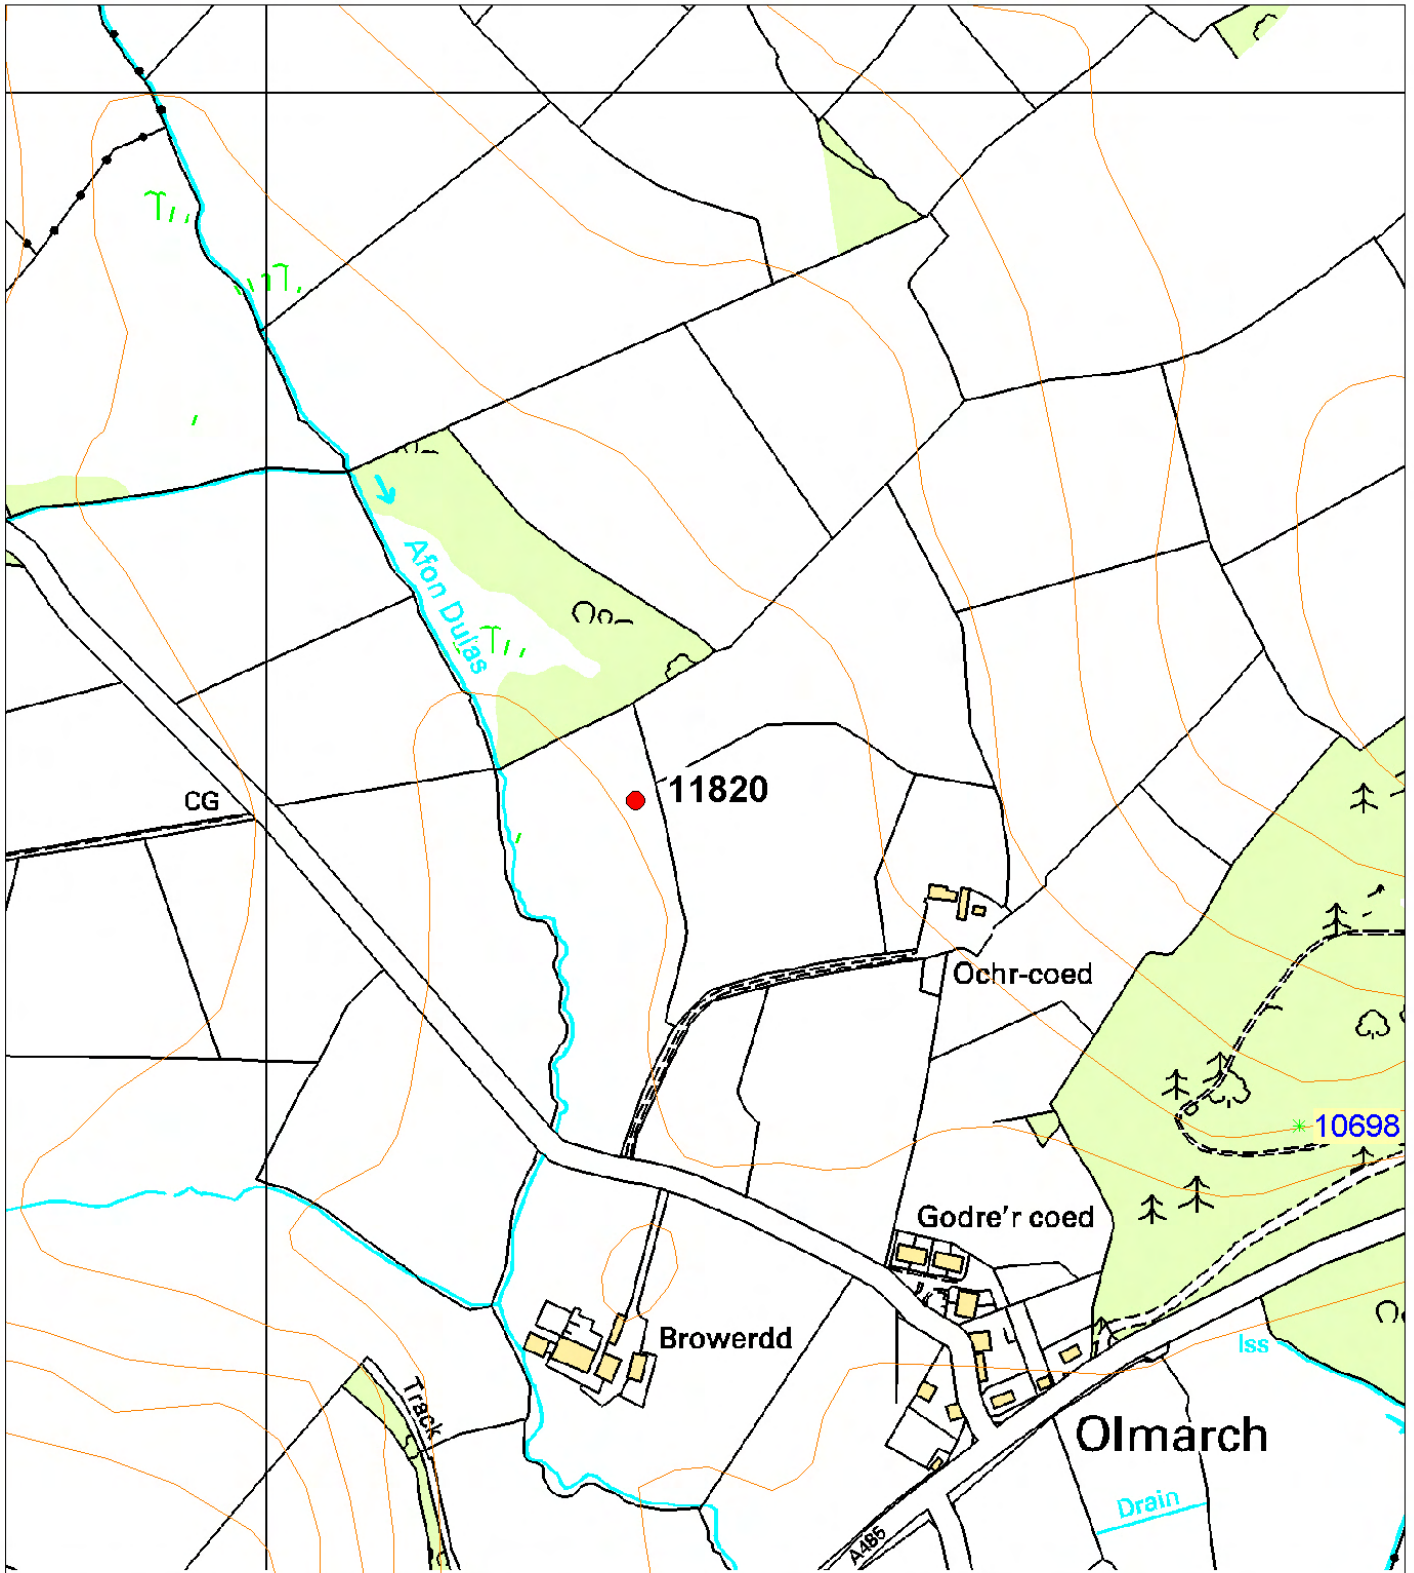 Afon Dulas
CG
11820
Ochr-coed
10698
Godre'r coed
Browerdd
Iss
Track
Olmarch
Drain
A485